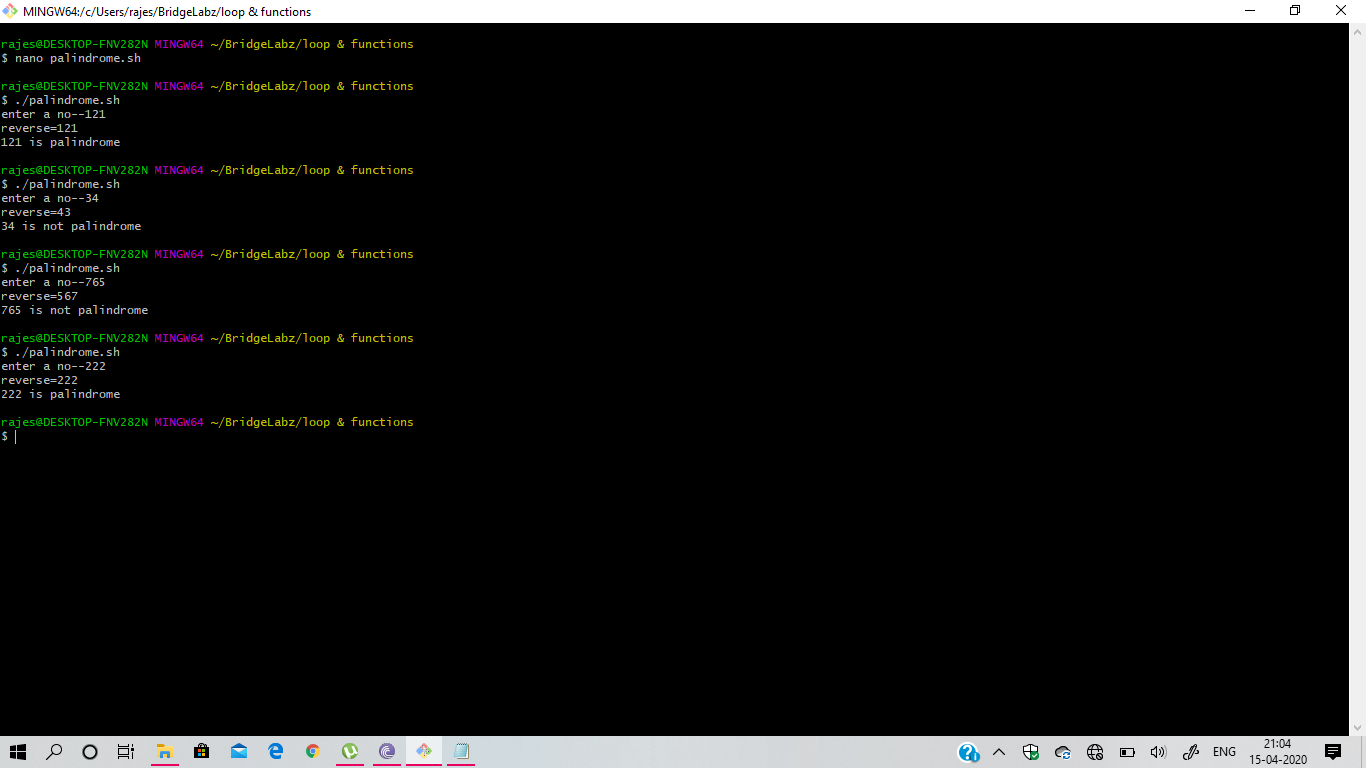 MINGW64:/c/Users/rajes/BridgeLabz/loop & functions
rajes@DESKTOP-FNV282N MINGW64 ~/BridgeLabz/loop & functions
$ nano palindrome.sh
rajes@DESKTOP-FNV282N MINGW64 ~/BridgeLabz/loop & functions
$ ./palindrome.sh
enter a no--121
reverse=121
121 is palindrome
rajes@DESKTOP-FNV282N MINGW64 ~/BridgeLabz/loop & functions
$ ./palindrome.sh
enter a no--34
reverse=43
34 is not palindrome
rajes@DESKTOP-FNV282N MINGW64 ~/BridgeLabz/loop & functions
$ ./palindrome.sh
enter a no--765
reverse=567
765 is not palindrome
rajes@DESKTOP-FNV282N MINGW64 ~/BridgeLabz/loop & functions
$ ./palindrome.sh
enter a no--222
reverse=222
222 is palindrome
rajes@DESKTOP-FNV282N MINGW64 ~/BridgeLabz/loop & functions
$
ENG
21:04
15-04-2020